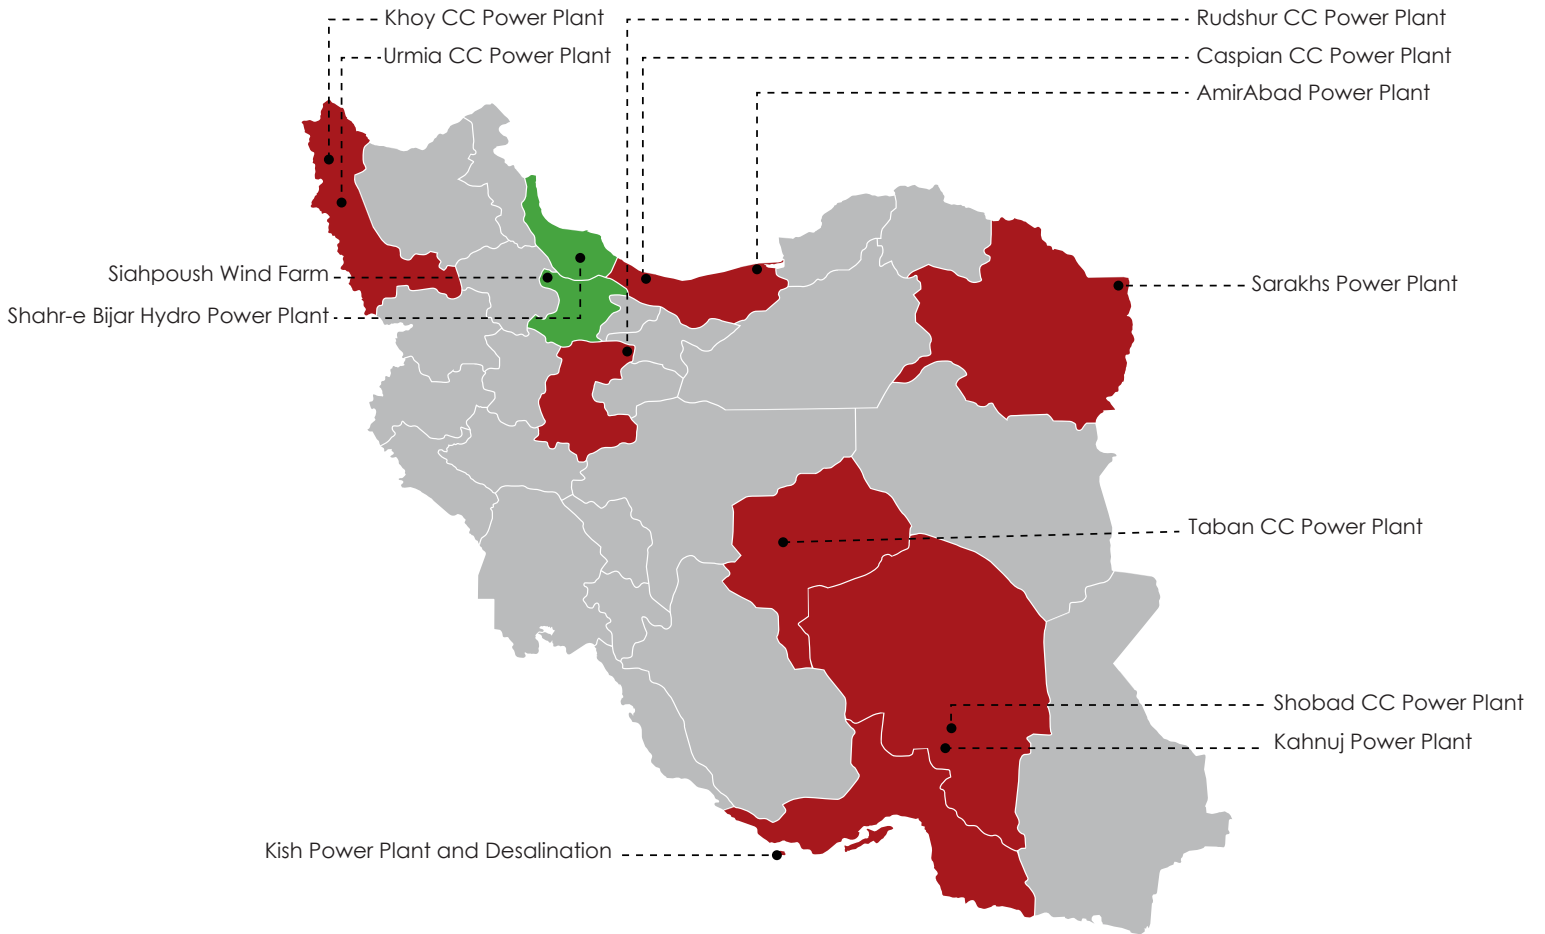 Khoy CC Power Plant
Rudshur CC Power Plant
Urmia CC Power Plant
Caspian CC Power Plant
AmirAbad Power Plant
Siahpoush Wind Farm
Sarakhs Power Plant
Shahr-e Bijar Hydro Power Plant
Taban CC Power Plant
Shobad CC Power Plant
Kahnuj Power Plant
Kish Power Plant and Desalination